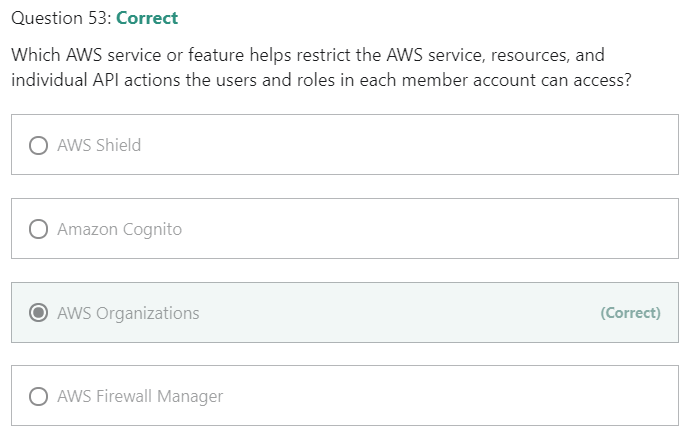 Question 53: Correct
Which AWS service or feature helps restrict the AWS service, resources, and
individual API actions the users and roles in each member account can access?
AWS Shield
Amazon Cognito
AWS Organizations (Correct)
AWS Firewall Manager